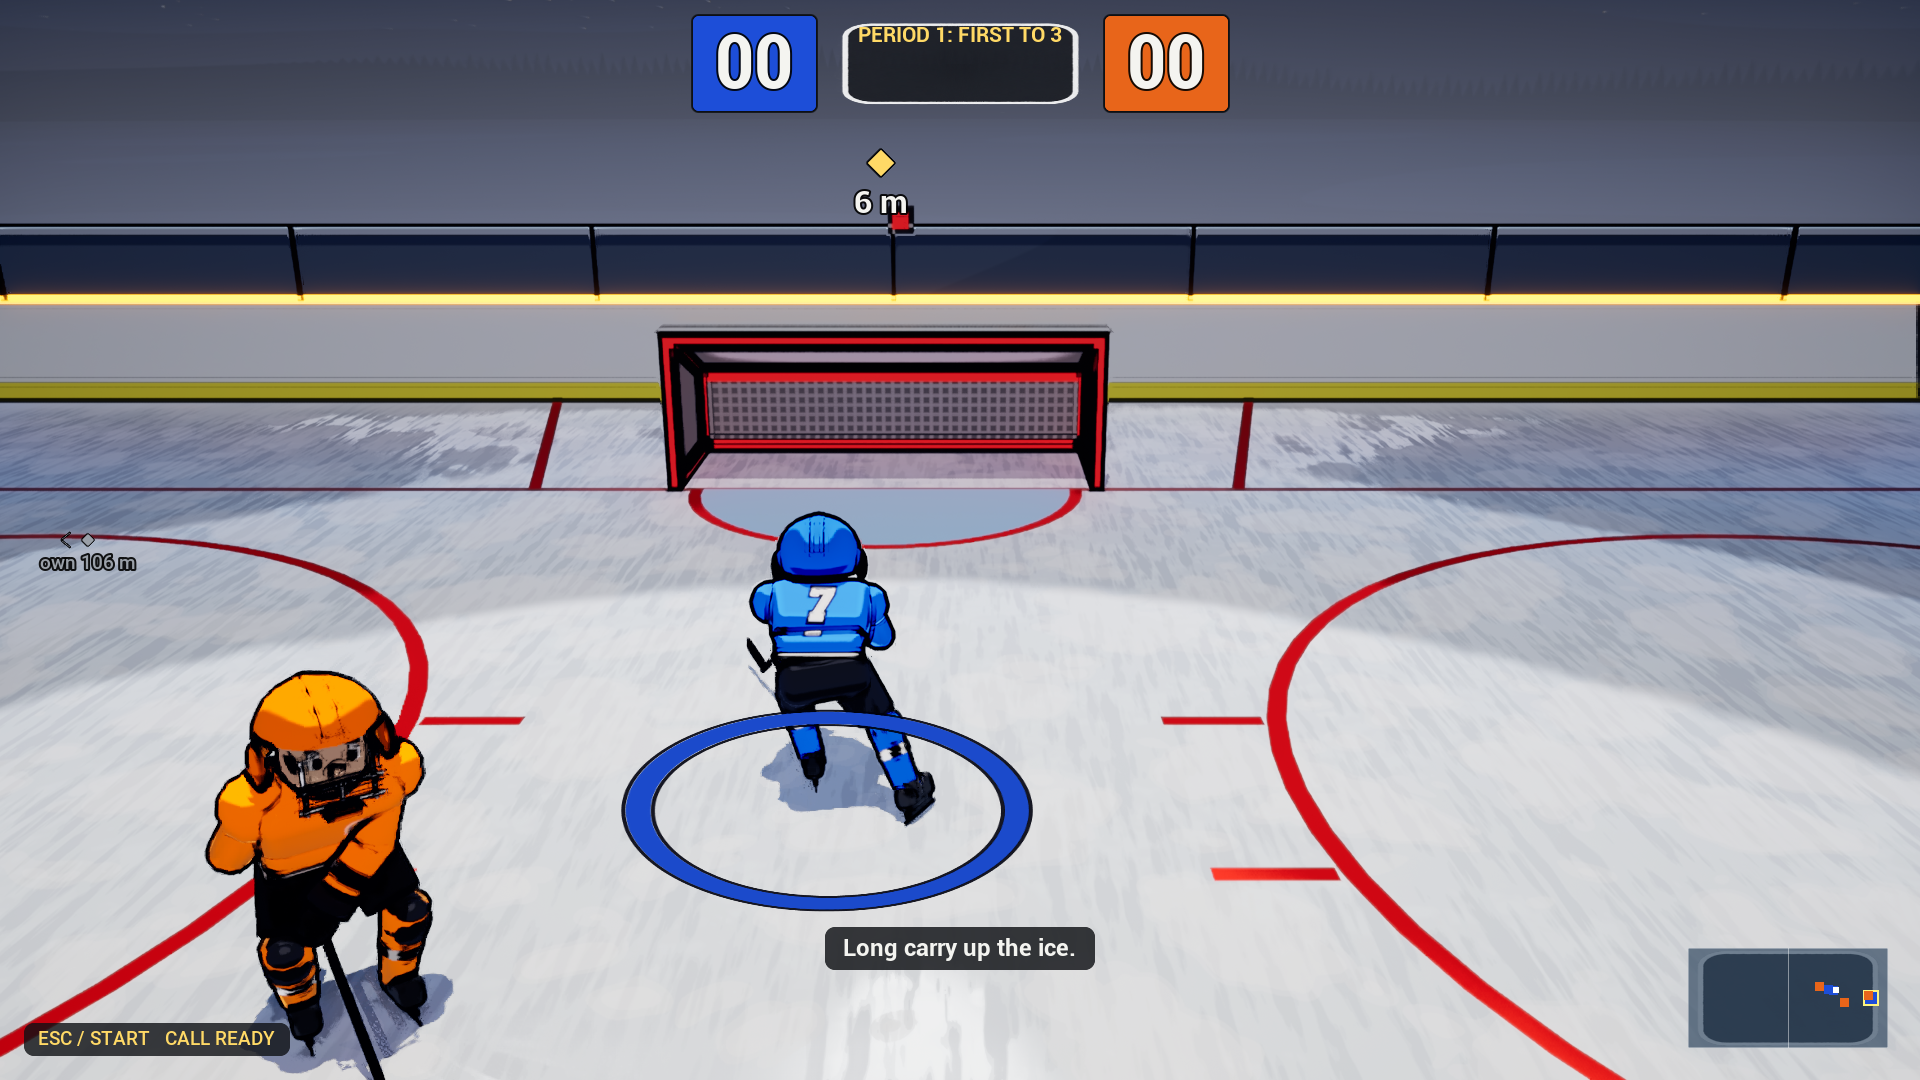 00
PERIOD 1: FIRST TO 3
00
6 m
own 106 m
7
Long carry up the ice.
ESC / START CALL READY